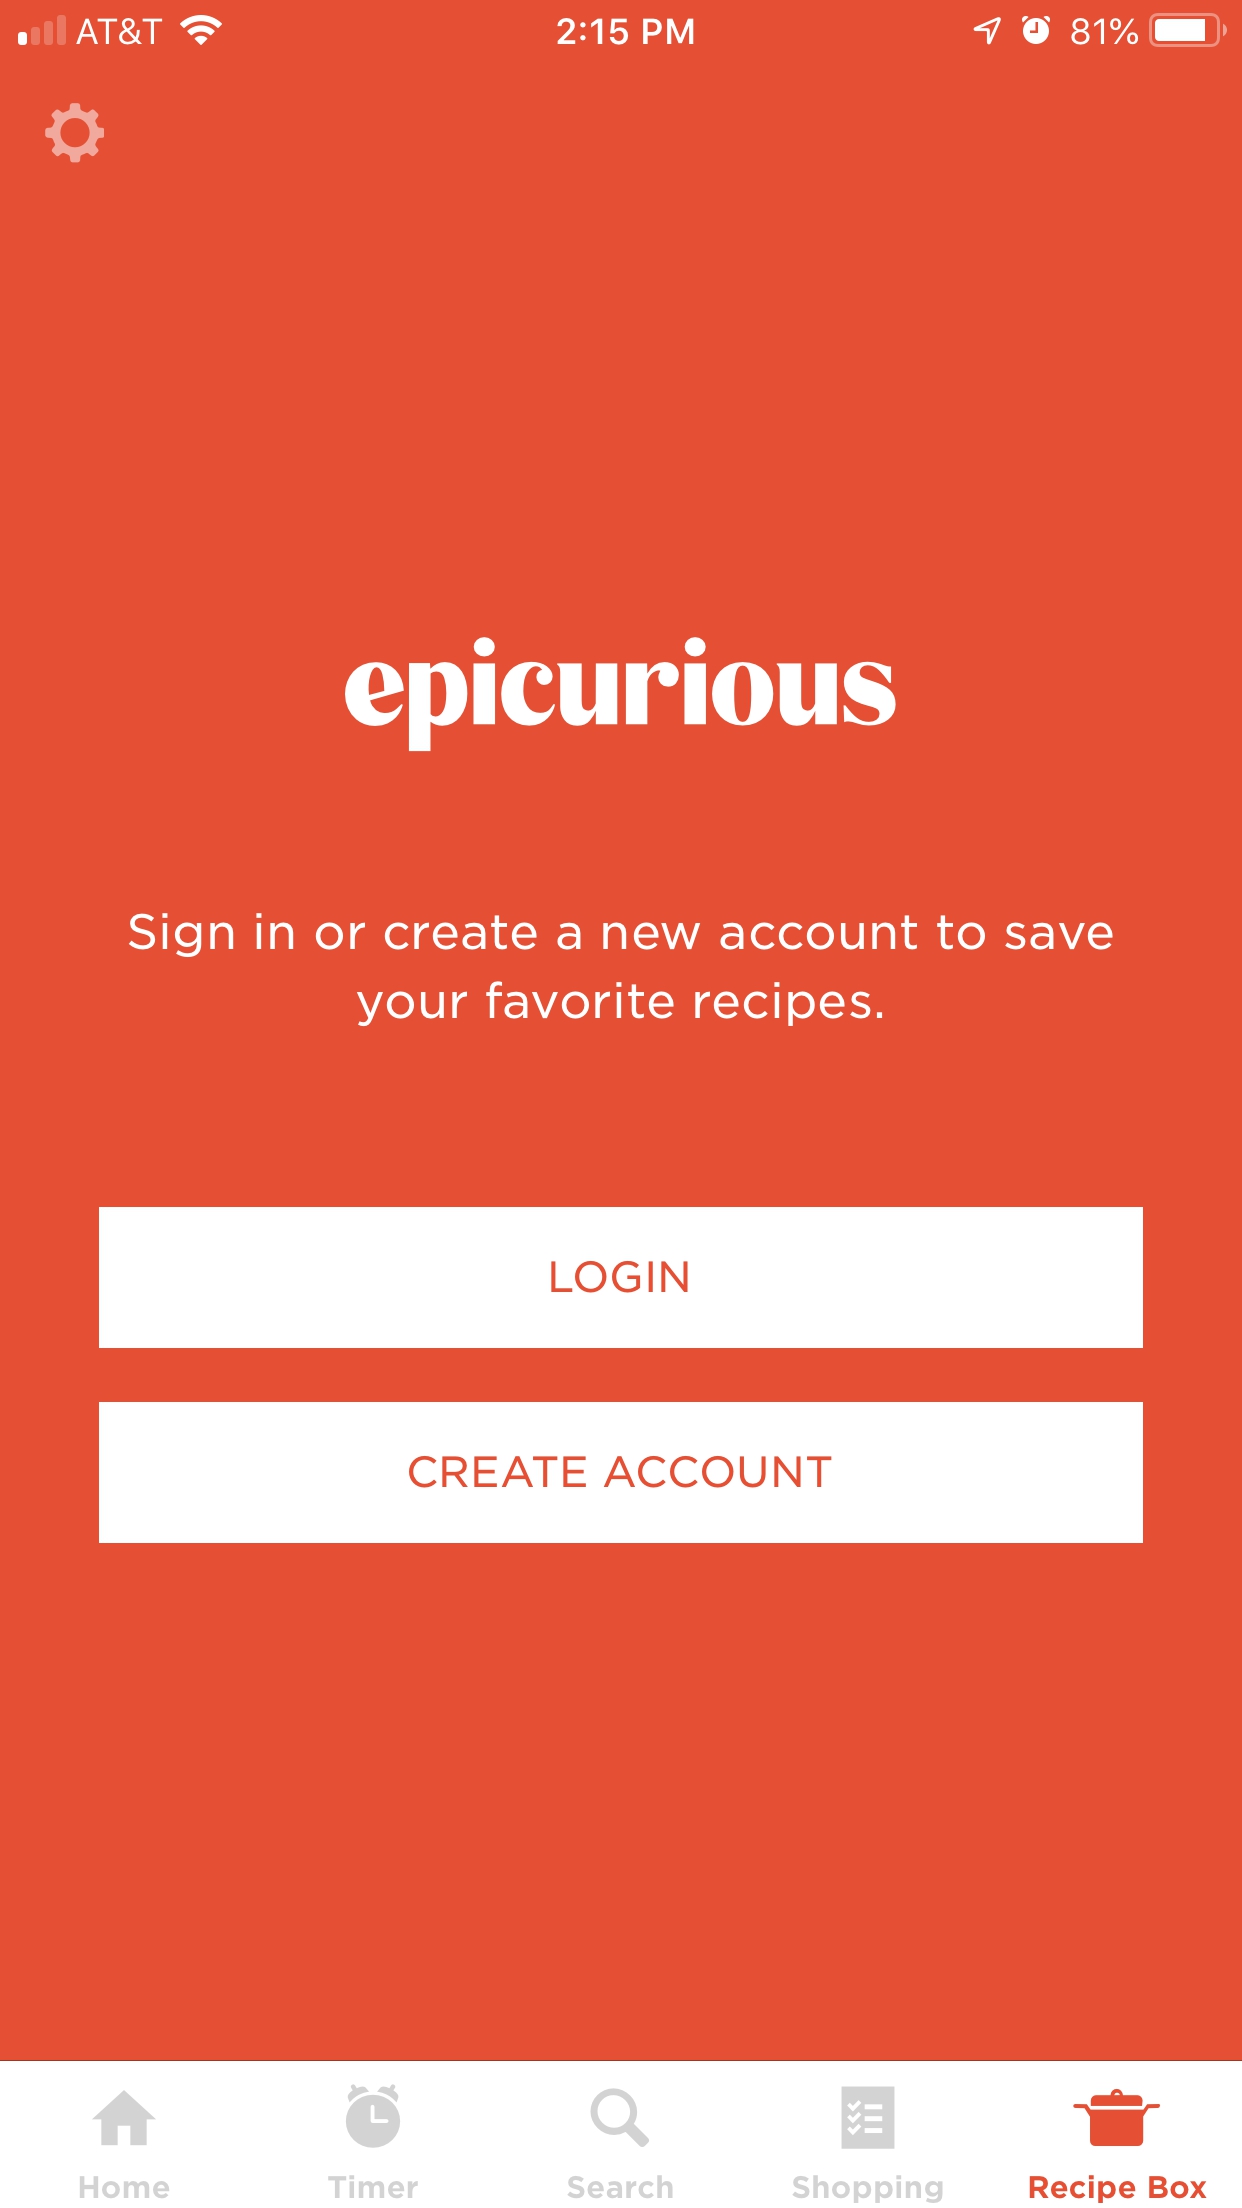 AT&T 2:15 PM 81%
epicurious
Sign in or create a new account to save
your favorite recipes.
LOGIN
CREATE ACCOUNT
Home Timer Search Shopping Recipe Box